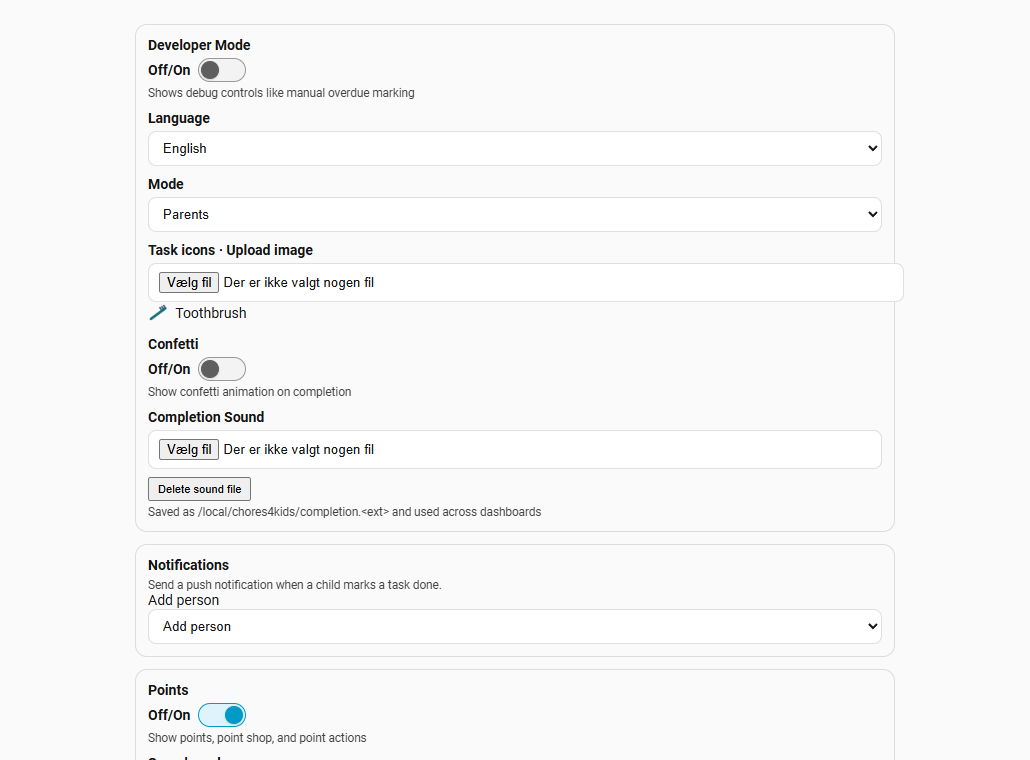 Developer Mode
Off/On
Shows debug controls like manual overdue marking
Language
English
Mode
Parents
Task icons · Upload image
Vælg fil Der er ikke valgt nogen fil
Toothbrush
Confetti
Off/On
Show confetti animation on completion
Completion Sound
Vælg fil Der er ikke valgt nogen fil
Delete sound file
Saved as /local/chores4kids/completion.<ext> and used across dashboards
Notifications
Send a push notification when a child marks a task done.
Add person
Add person
Points
Off/On
Show points, point shop, and point actions